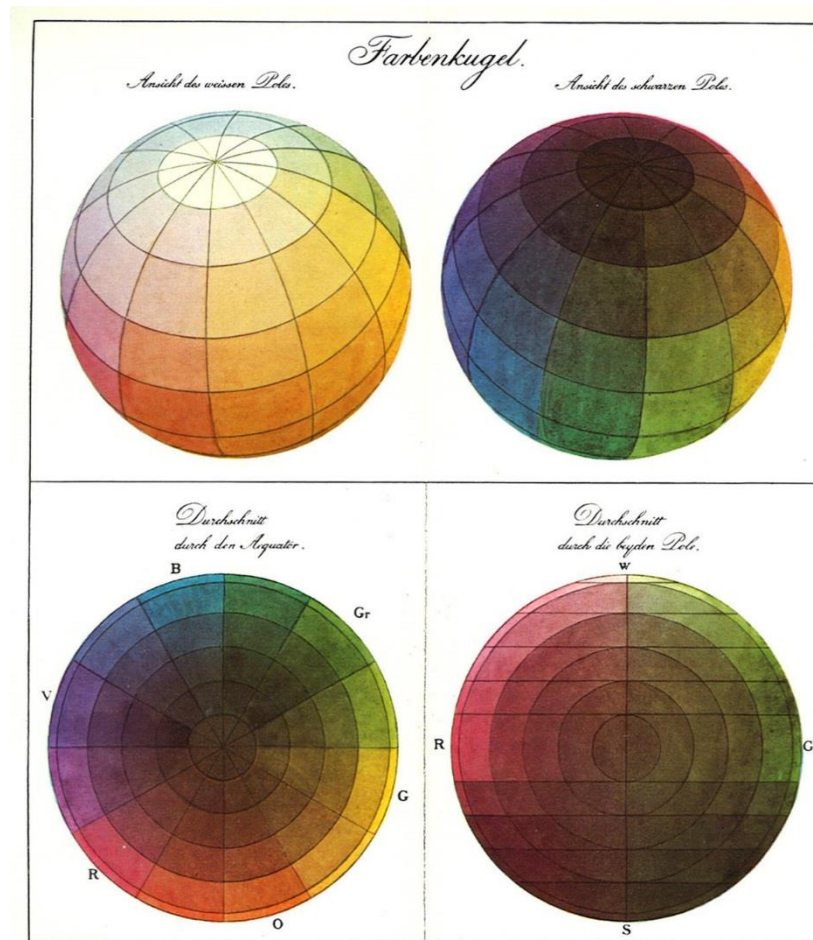 Farbenkugel.
Ansicht des weissen Poles.
Ansicht des schwarzen Poles.
Durchschnitt
durch den Aequator.
Durchschnitt
durch die beyden Pole.
B
Gr
V
G
R
O
W
R
G
S